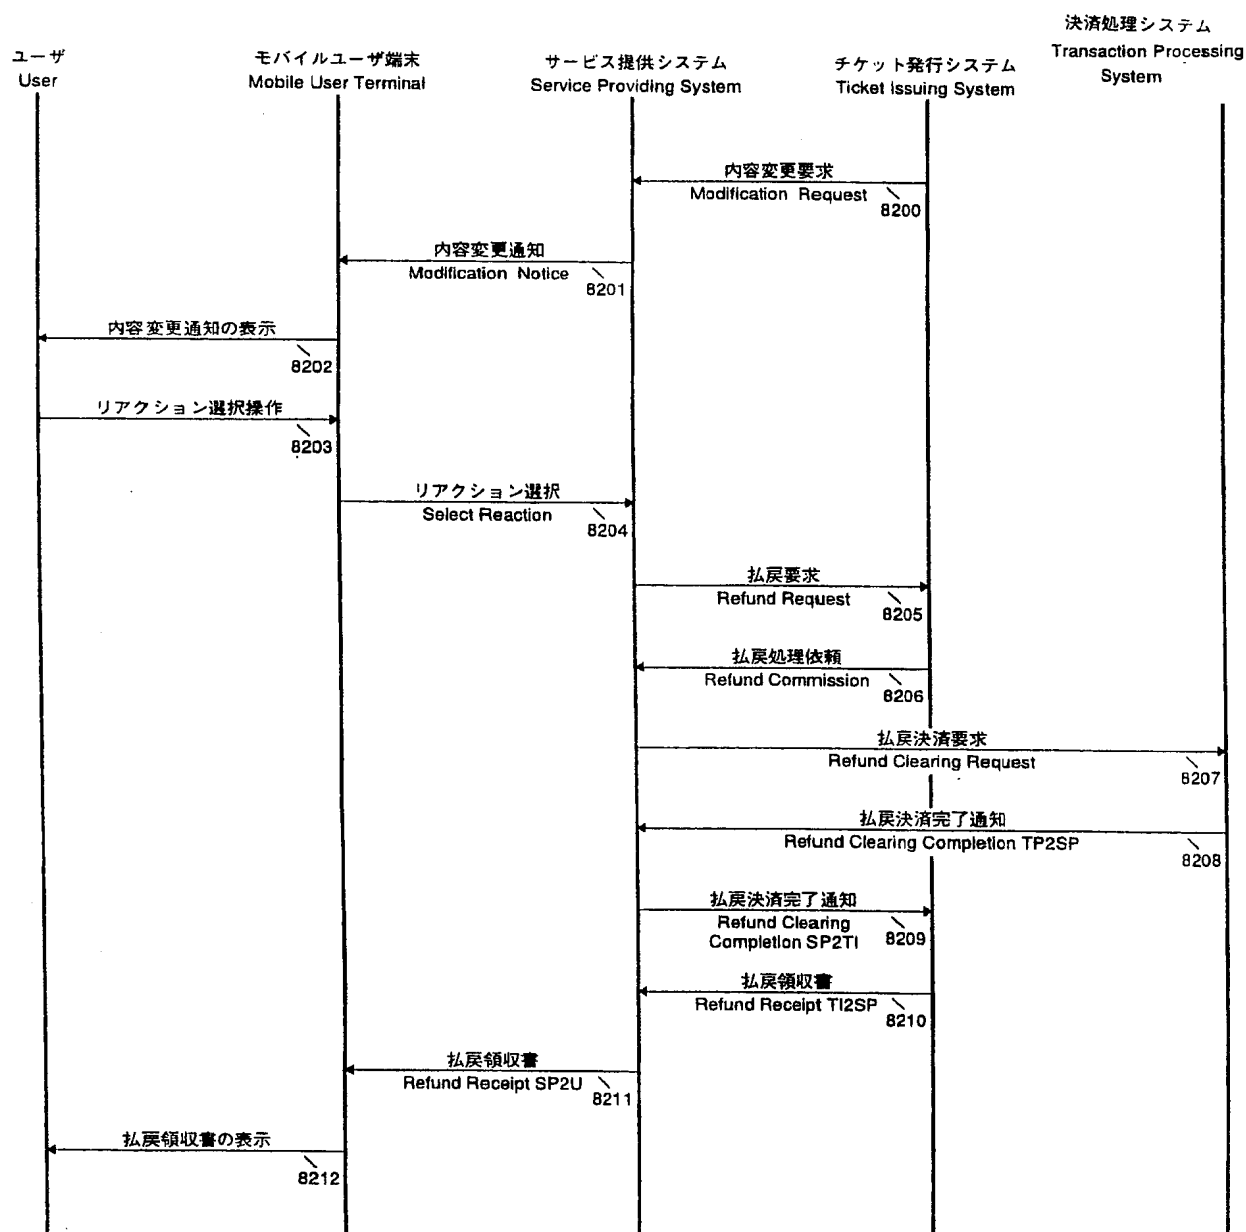 ユーザ
User
モバイルユーザ端末
Mobile User Terminal
サービス提供システム
Service Providing System
チケット発行システム
Ticket Issuing System
決済処理システム
Transaction Processing
System
内容変更要求
Modification Request
8200
内容変更通知
Modification Notice
8201
内容変更通知の表示
8202
リアクション選択操作
8203
リアクション選択
Select Reaction
8204
払戻要求
Refund Request
8205
払戻処理依頼
Refund Commission
8206
払戻決済要求
Refund Clearing Request
8207
払戻決済完了通知
Refund Clearing Completion TP2SP
8208
払戻決済完了通知
Refund Clearing
Completion SP2TI
8209
払戻領収書
Refund Receipt TI2SP
8210
払戻領収書
Refund Receipt SP2U
8211
払戻領収書の表示
8212